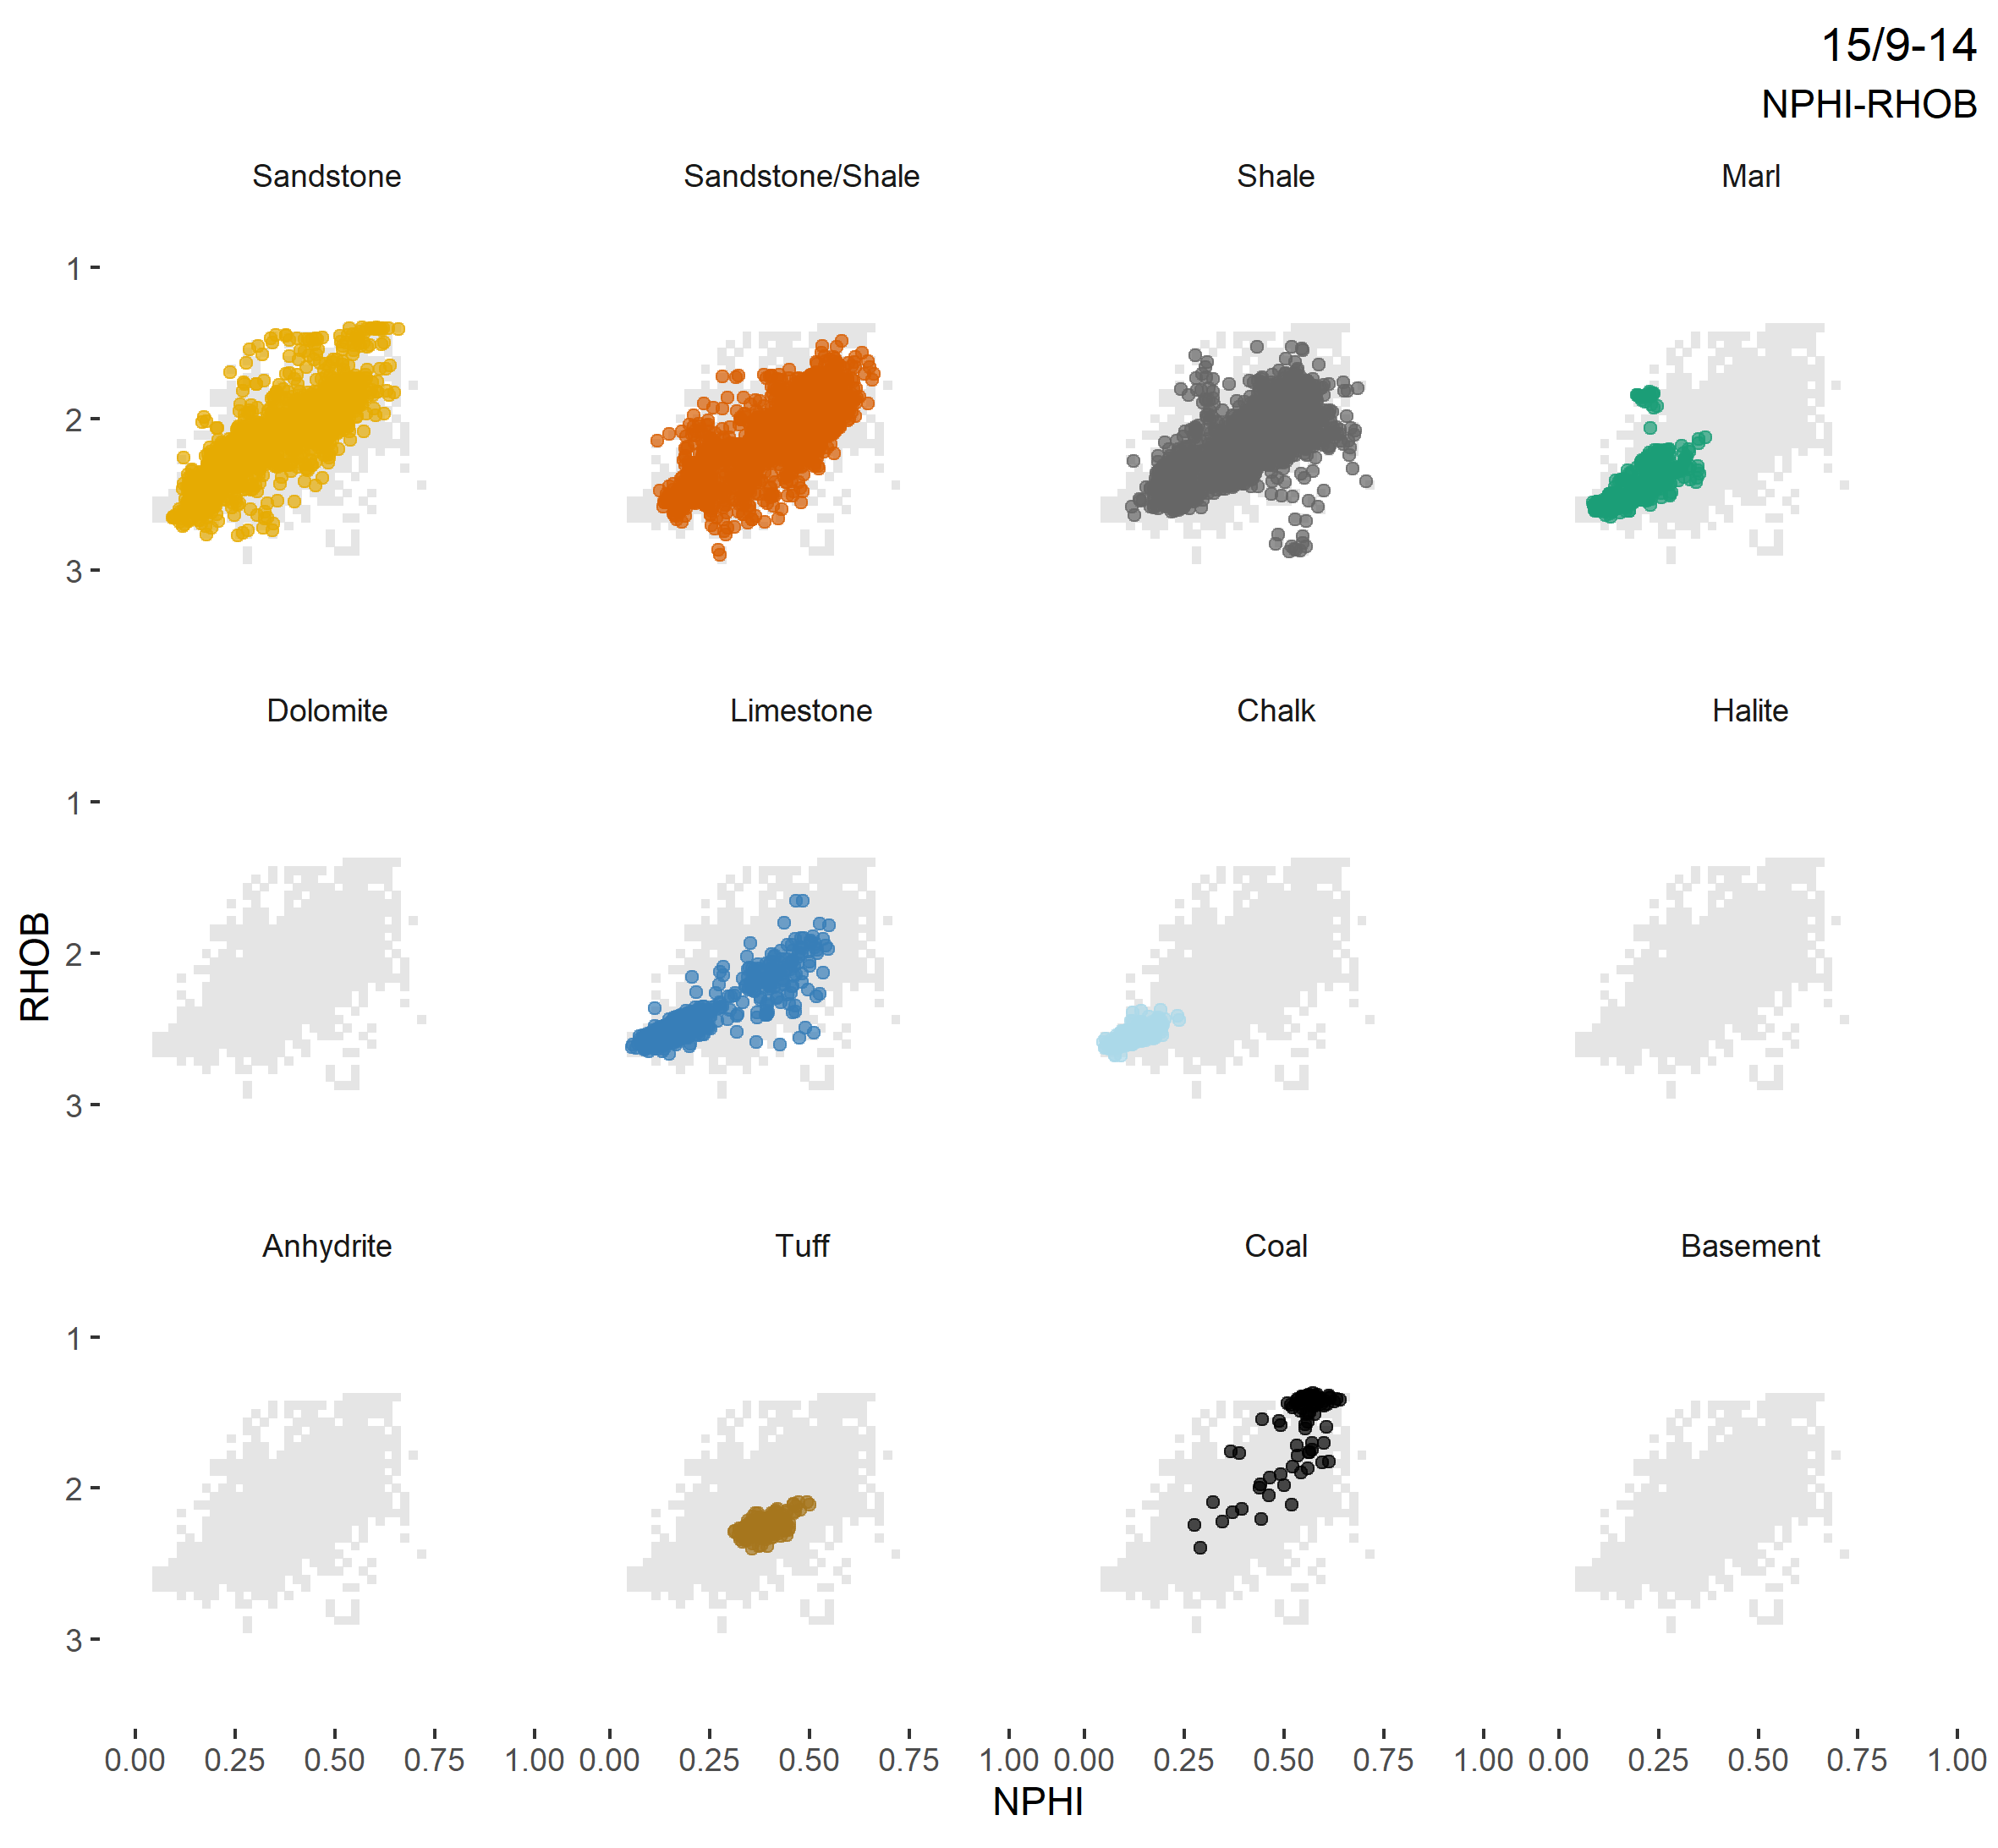 15/9-14
NPHI-RHOB
Sandstone Sandstone/Shale Shale Marl
1
2
3
Dolomite Limestone Chalk Halite
1
2
3
RHOB
Anhydrite Tuff Coal Basement
1
2
3
0.00 0.25 0.50 0.75 1.00 0.00 0.25 0.50 0.75 1.00 0.00 0.25 0.50 0.75 1.00 0.00 0.25 0.50 0.75 1.00
NPHI